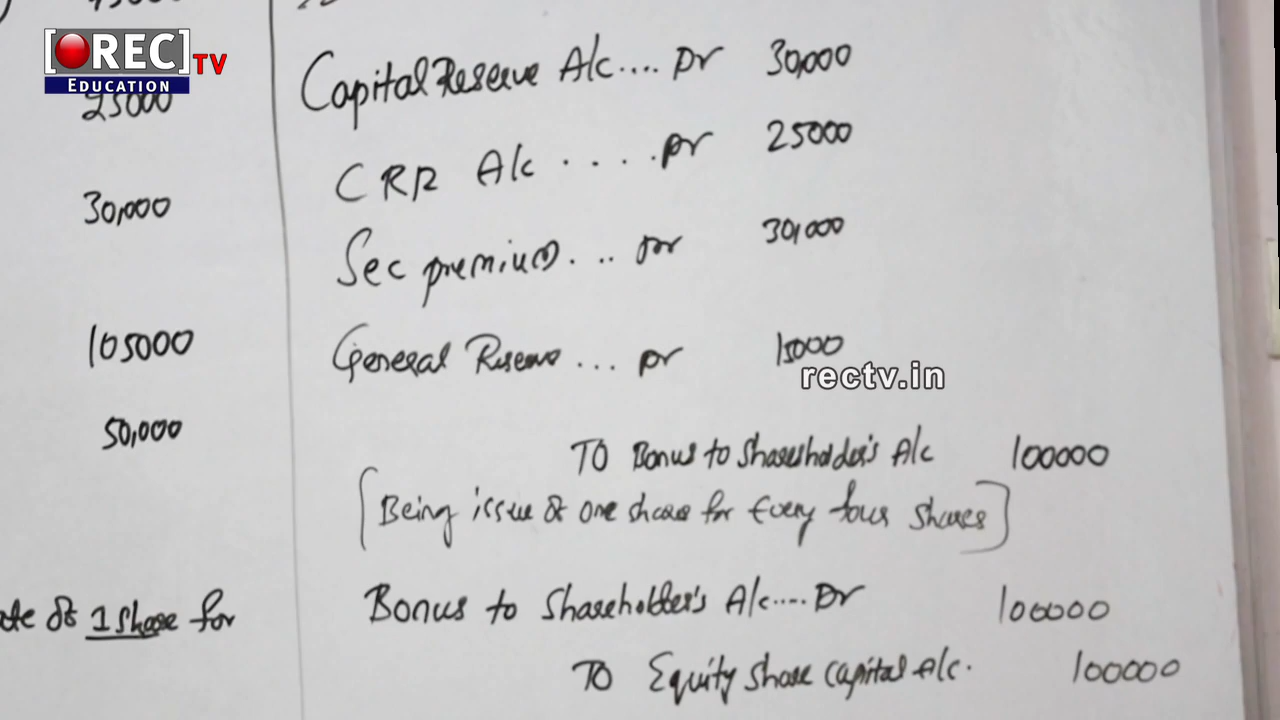 [REC] TV
EDUCATION
25000
30,000
105000
50,000
1 share for
Capital Reserve A/c.... Dr 30,000
CRR A/c . . . . Dr 25000
Sec premium. .. Dr 30,000
General Reserve ... Dr 15000
rectv.in
TO Bonus to Shareholder's A/c 100000
[Being issue of one share for Every four shares]
Bonus to Shareholder's A/c.... Dr 100000
TO Equity Share Capital A/c. 100000